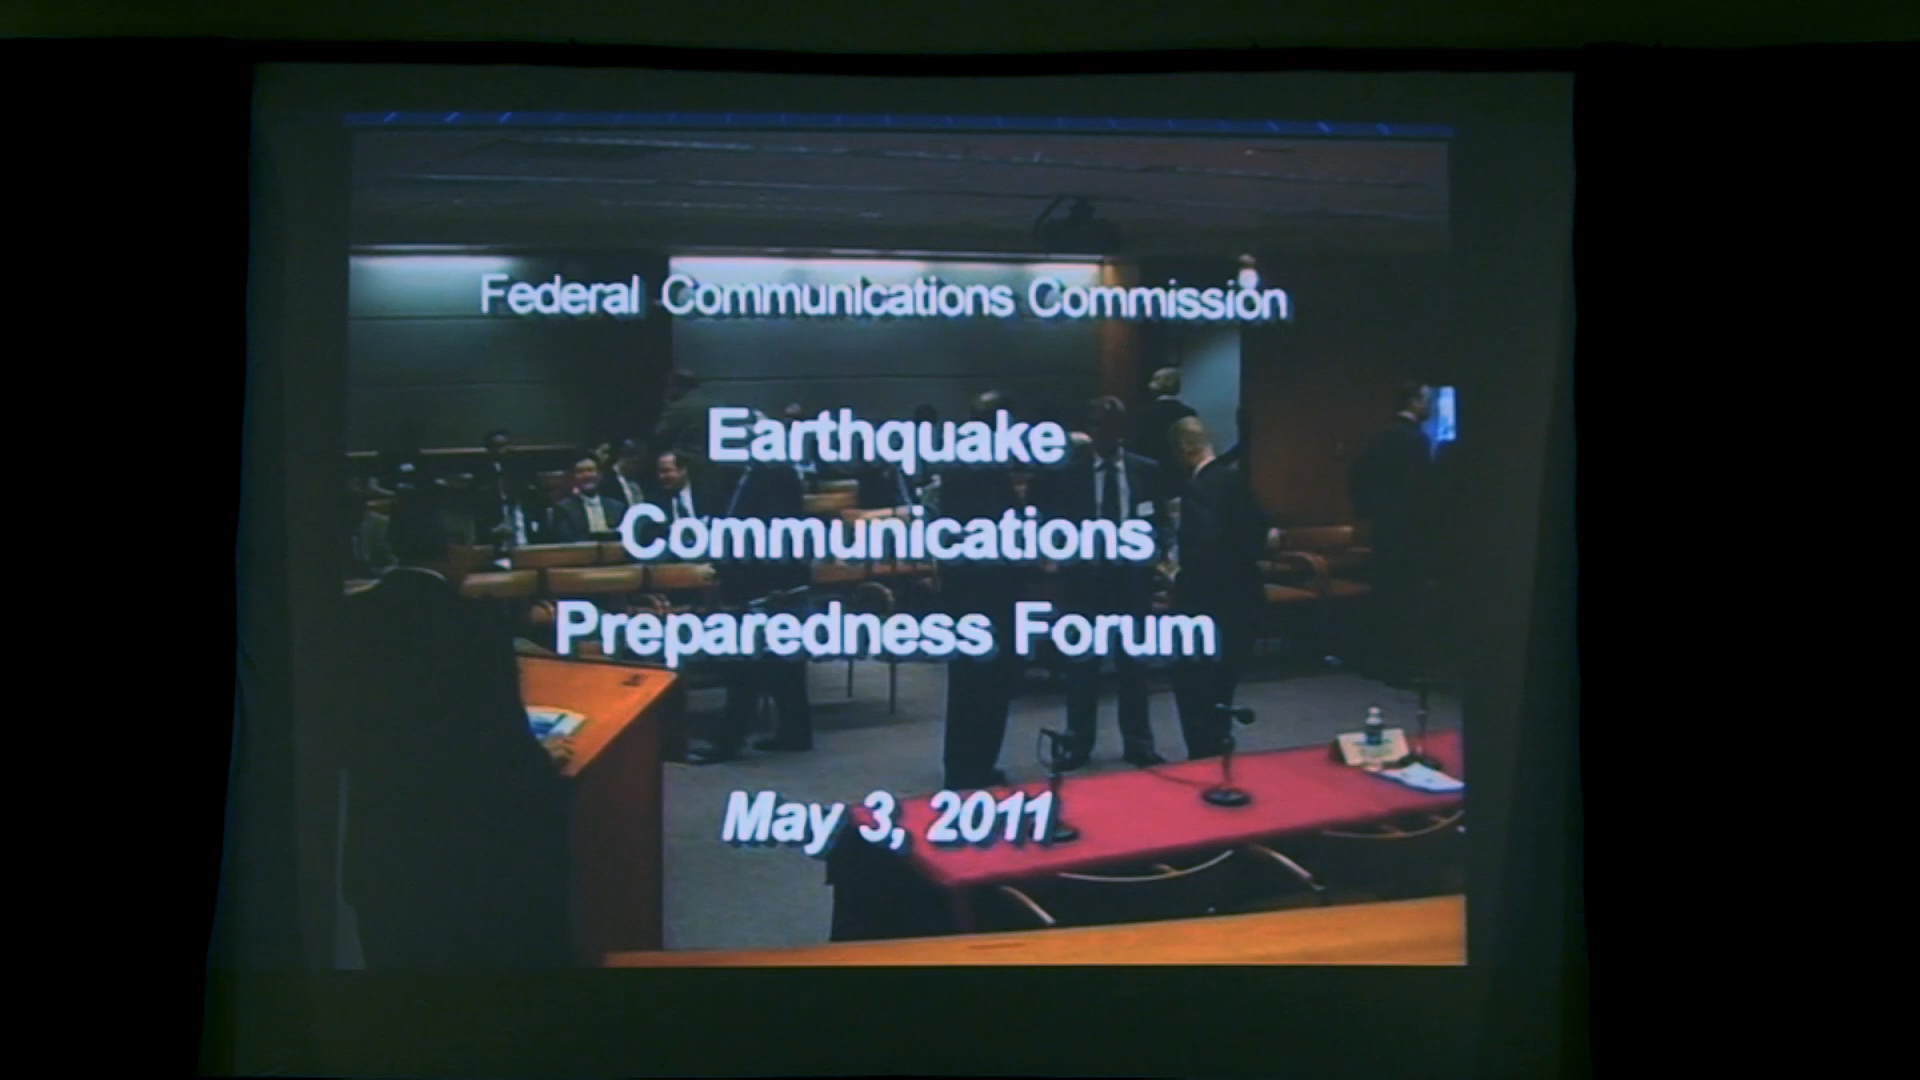 Federal Communications Commission
Earthquake
Communications
Preparedness Forum
May 3, 2011